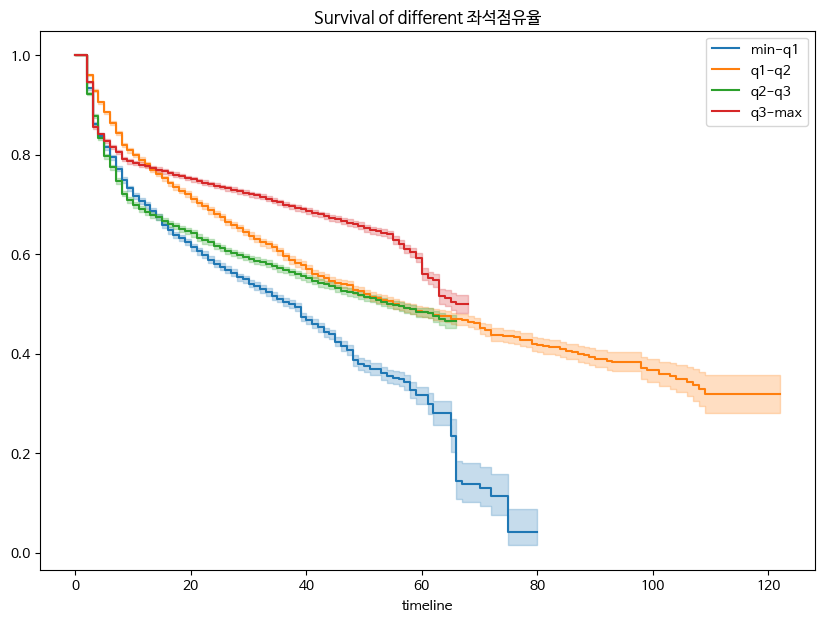 Survival of different 좌석점유율
min-q1
q1-q2
q2-q3
q3-max
1.0
0.8
0.6
0.4
0.2
0.0
0 20 40 60 80 100 120
timeline